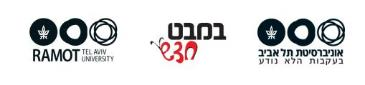 RAMOT TEL AVIV
UNIVERSITY
במבט
חדש
אוניברסיטת תל אביב
בעקבות הלא נודע